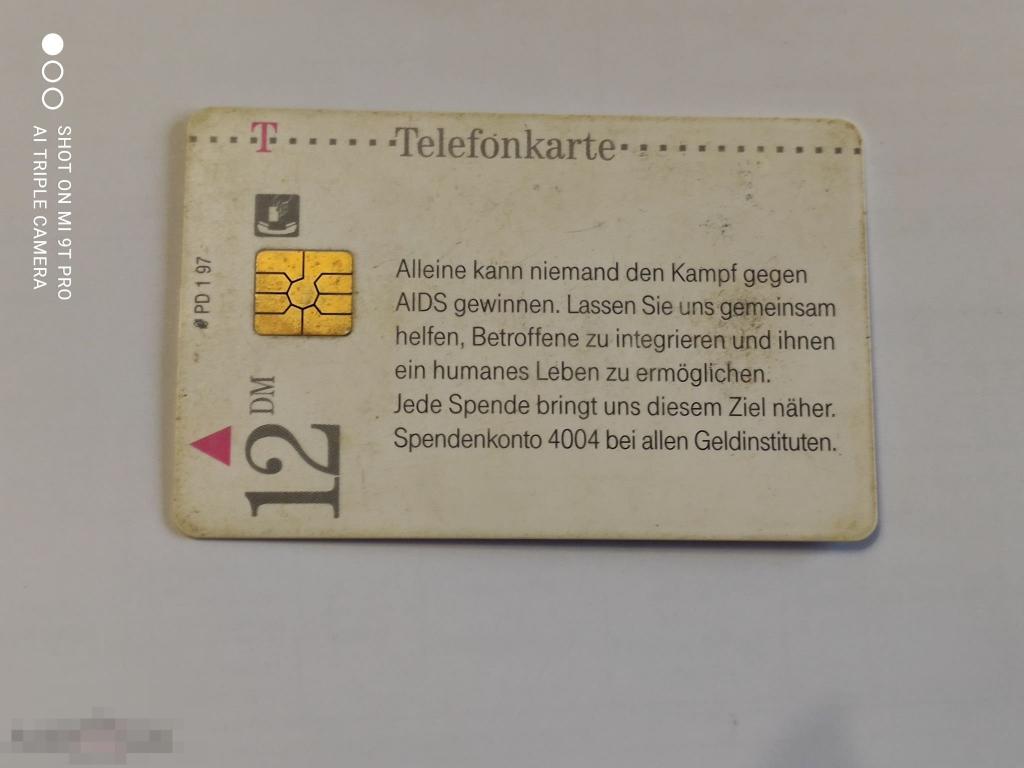 SHOT ON MI 9T PRO
AI TRIPLE CAMERA
T Telefonkarte
PD 1 97
12 DM
Alleine kann niemand den Kampf gegen
AIDS gewinnen. Lassen Sie uns gemeinsam
helfen, Betroffene zu integrieren und ihnen
ein humanes Leben zu ermöglichen.
Jede Spende bringt uns diesem Ziel näher.
Spendenkonto 4004 bei allen Geldinstituten.